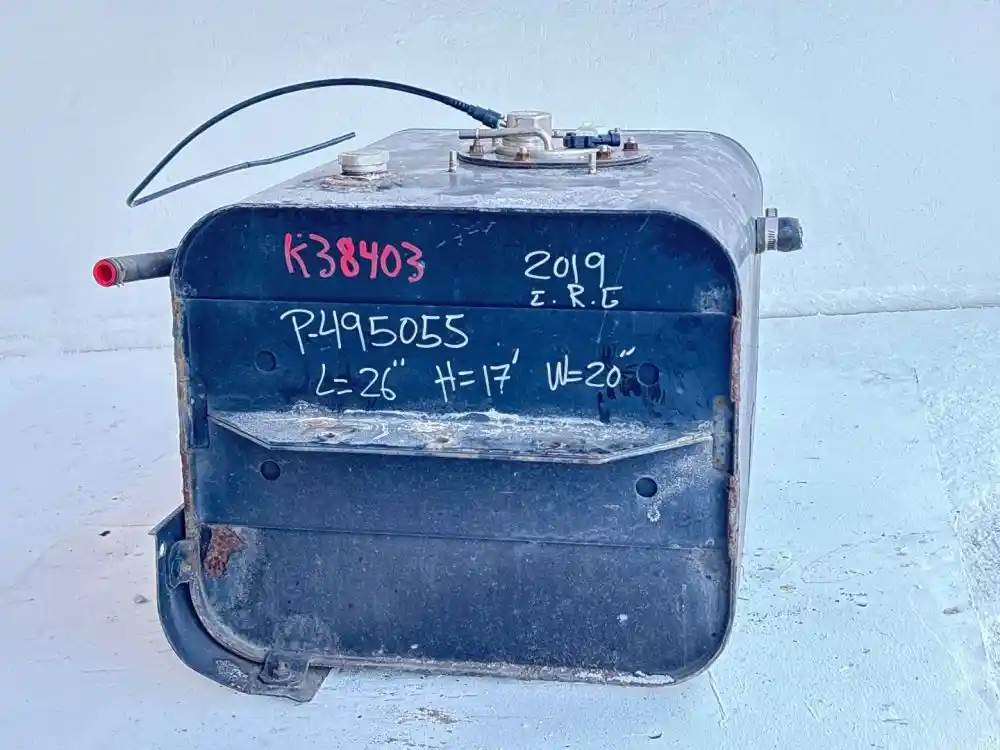 K38403
2019
I.R.G
P-495055
L=26" H=17' W=20"